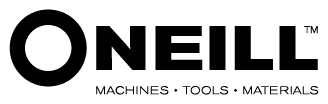 ONEILL™
MACHINES • TOOLS • MATERIALS